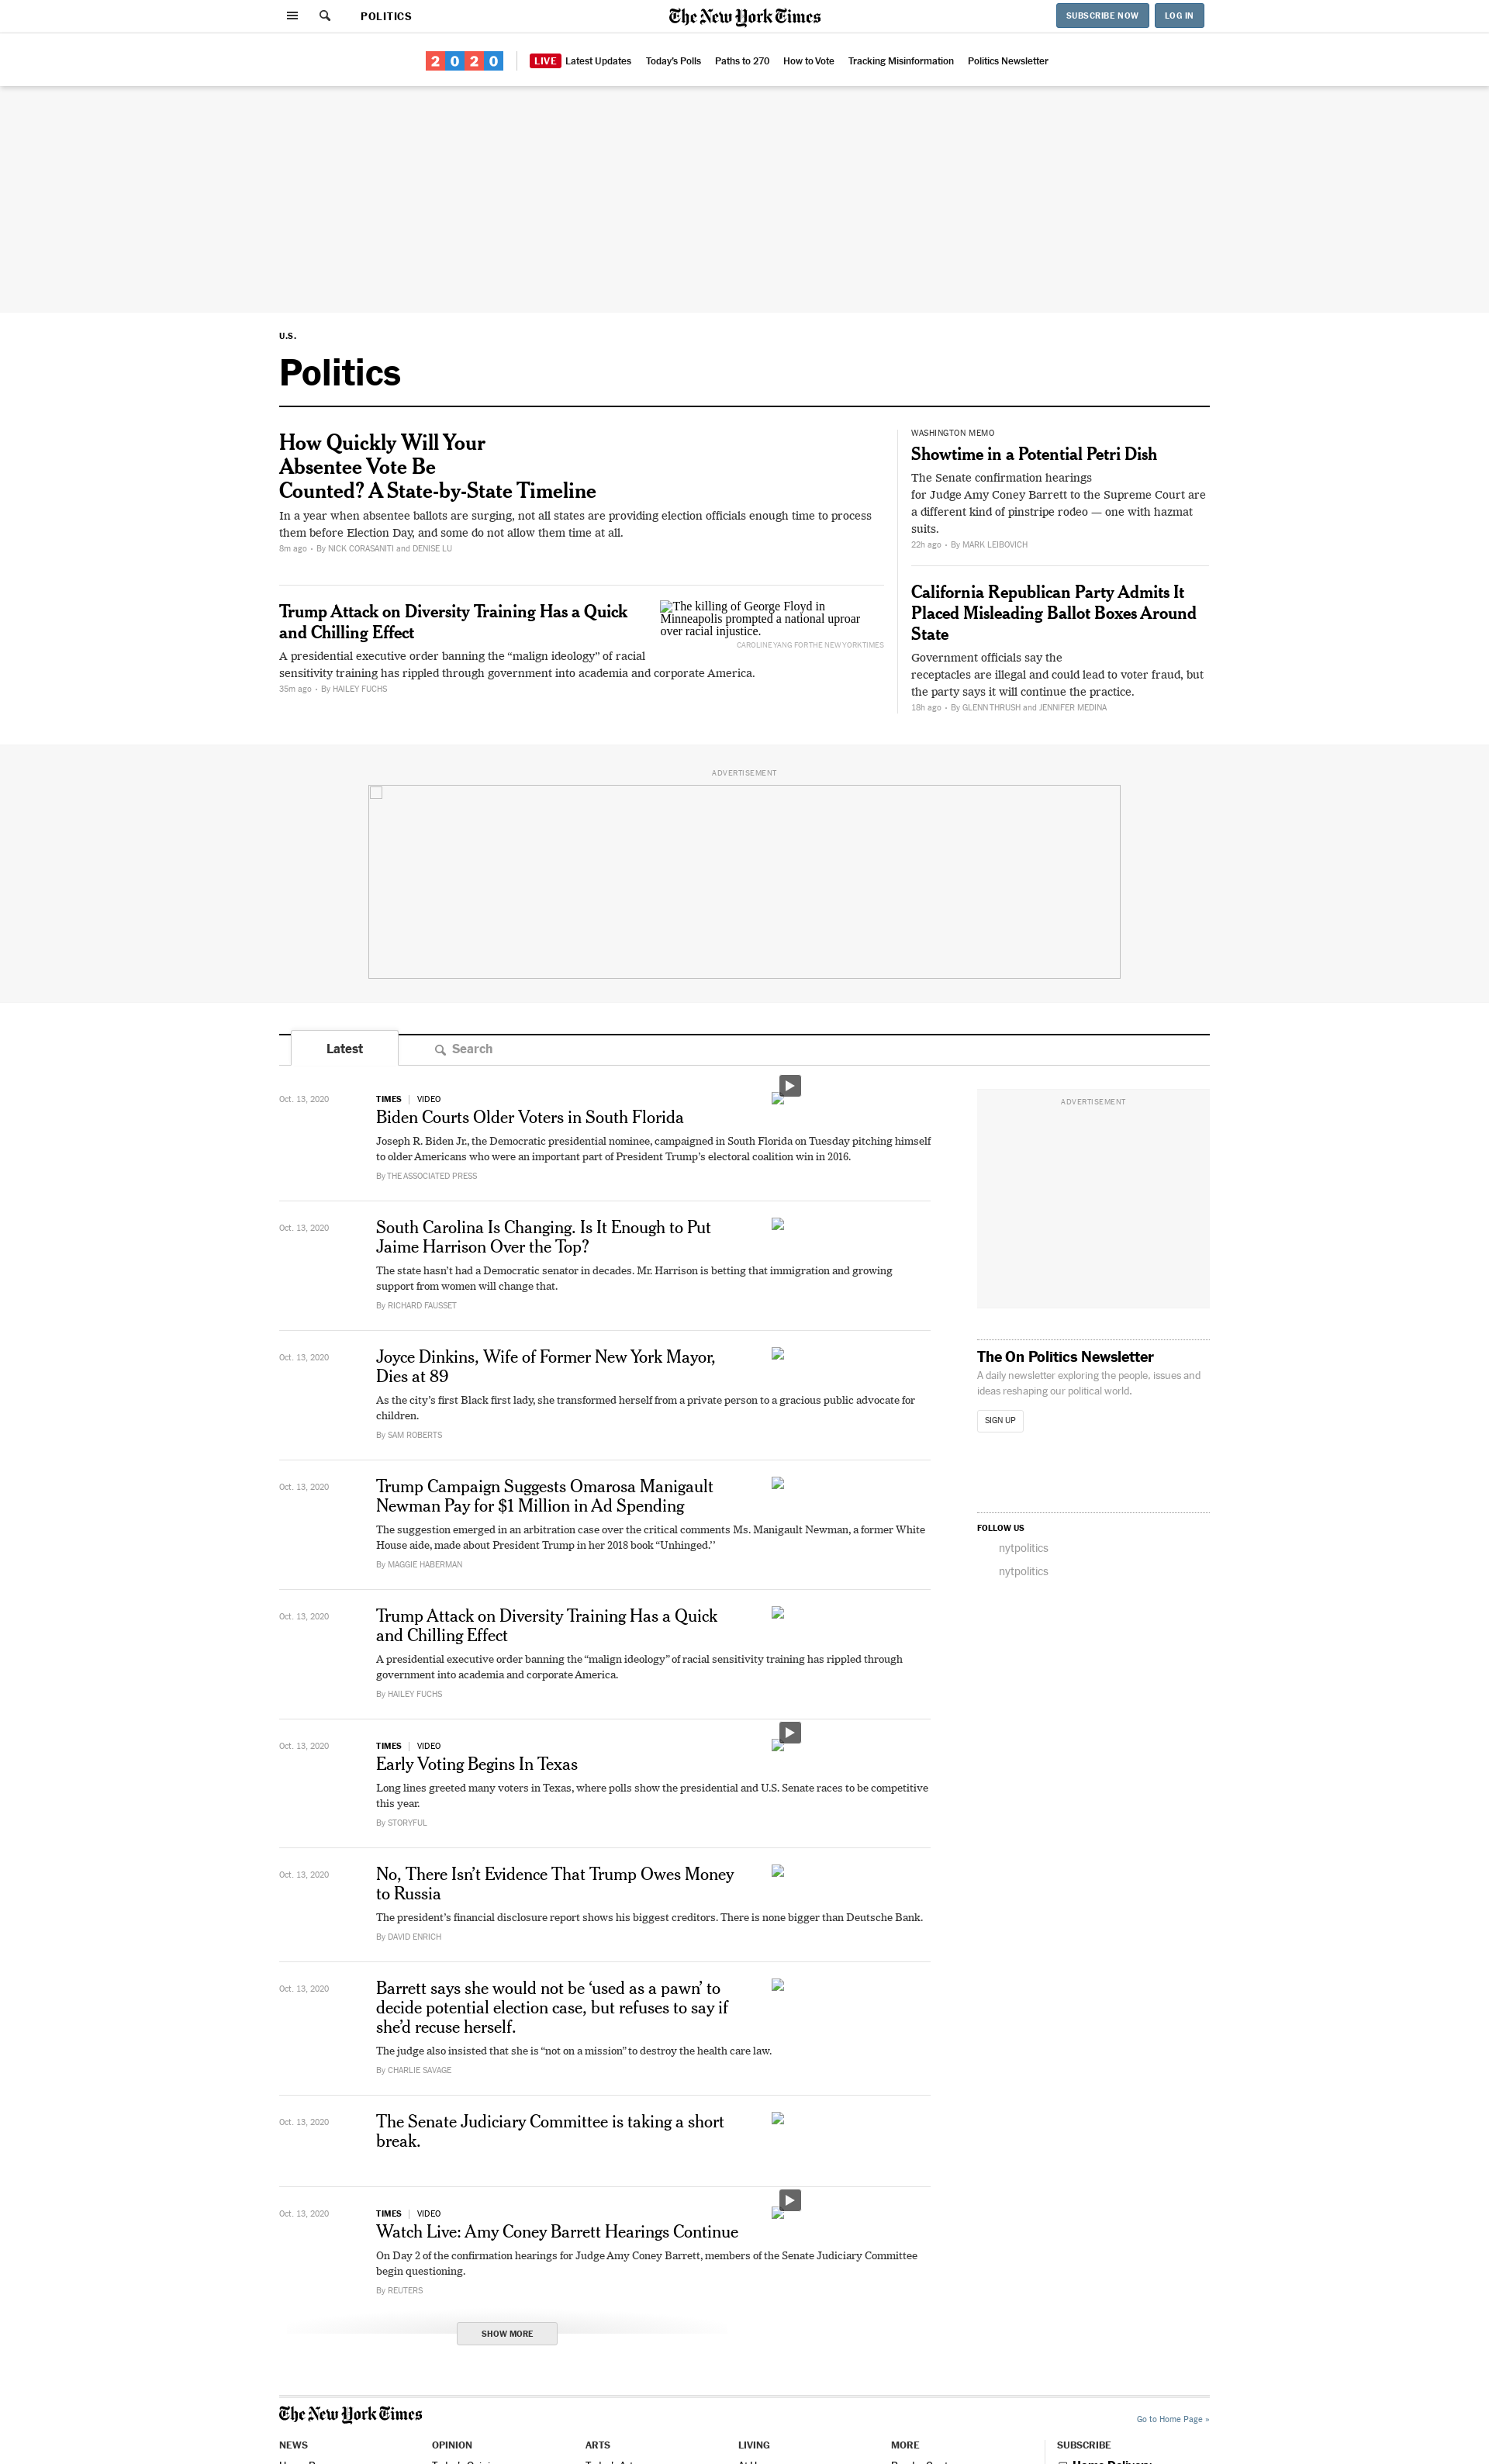 POLITICS
The New York Times
SUBSCRIBE NOW
LOG IN
2020
LIVE Latest Updates
Today's Polls
Paths to 270
How to Vote
Tracking Misinformation
Politics Newsletter
U.S.
Politics
How Quickly Will Your
Absentee Vote Be
Counted? A State-by-State Timeline
In a year when absentee ballots are surging, not all states are providing election officials enough time to process
them before Election Day, and some do not allow them time at all.
8m ago • By NICK CORASANITI and DENISE LU
Trump Attack on Diversity Training Has a Quick
and Chilling Effect
The killing of George Floyd in
Minneapolis prompted a national uproar
over racial injustice.
CAROLINE YANG FOR THE NEW YORK TIMES
A presidential executive order banning the “malign ideology” of racial
sensitivity training has rippled through government into academia and corporate America.
35m ago • By HAILEY FUCHS
WASHINGTON MEMO
Showtime in a Potential Petri Dish
The Senate confirmation hearings
for Judge Amy Coney Barrett to the Supreme Court are
a different kind of pinstripe rodeo — one with hazmat
suits.
22h ago • By MARK LEIBOVICH
California Republican Party Admits It
Placed Misleading Ballot Boxes Around
State
Government officials say the
receptacles are illegal and could lead to voter fraud, but
the party says it will continue the practice.
18h ago • By GLENN THRUSH and JENNIFER MEDINA
ADVERTISEMENT
Latest
Search
Oct. 13, 2020
TIMES | VIDEO
Biden Courts Older Voters in South Florida
Joseph R. Biden Jr., the Democratic presidential nominee, campaigned in South Florida on Tuesday pitching himself
to older Americans who were an important part of President Trump’s electoral coalition win in 2016.
By THE ASSOCIATED PRESS
Oct. 13, 2020
South Carolina Is Changing. Is It Enough to Put
Jaime Harrison Over the Top?
The state hasn’t had a Democratic senator in decades. Mr. Harrison is betting that immigration and growing
support from women will change that.
By RICHARD FAUSSET
Oct. 13, 2020
Joyce Dinkins, Wife of Former New York Mayor,
Dies at 89
As the city’s first Black first lady, she transformed herself from a private person to a gracious public advocate for
children.
By SAM ROBERTS
Oct. 13, 2020
Trump Campaign Suggests Omarosa Manigault
Newman Pay for $1 Million in Ad Spending
The suggestion emerged in an arbitration case over the critical comments Ms. Manigault Newman, a former White
House aide, made about President Trump in her 2018 book “Unhinged.’’
By MAGGIE HABERMAN
Oct. 13, 2020
Trump Attack on Diversity Training Has a Quick
and Chilling Effect
A presidential executive order banning the “malign ideology” of racial sensitivity training has rippled through
government into academia and corporate America.
By HAILEY FUCHS
Oct. 13, 2020
TIMES | VIDEO
Early Voting Begins In Texas
Long lines greeted many voters in Texas, where polls show the presidential and U.S. Senate races to be competitive
this year.
By STORYFUL
Oct. 13, 2020
No, There Isn’t Evidence That Trump Owes Money
to Russia
The president’s financial disclosure report shows his biggest creditors. There is none bigger than Deutsche Bank.
By DAVID ENRICH
Oct. 13, 2020
Barrett says she would not be ‘used as a pawn’ to
decide potential election case, but refuses to say if
she’d recuse herself.
The judge also insisted that she is “not on a mission” to destroy the health care law.
By CHARLIE SAVAGE
Oct. 13, 2020
The Senate Judiciary Committee is taking a short
break.
Oct. 13, 2020
TIMES | VIDEO
Watch Live: Amy Coney Barrett Hearings Continue
On Day 2 of the confirmation hearings for Judge Amy Coney Barrett, members of the Senate Judiciary Committee
begin questioning.
By REUTERS
SHOW MORE
ADVERTISEMENT
The On Politics Newsletter
A daily newsletter exploring the people, issues and
ideas reshaping our political world.
SIGN UP
FOLLOW US
nytpolitics
nytpolitics
The New York Times
Go to Home Page »
NEWS
OPINION
ARTS
LIVING
MORE
SUBSCRIBE